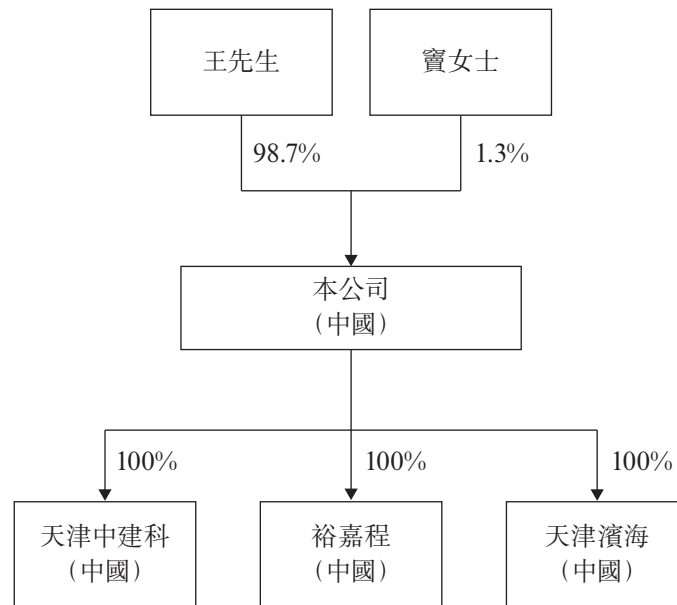 王先生
竇女士
98.7%
1.3%
本公司
（中國）
100%
100%
100%
天津中建科
（中國）
裕嘉程
（中國）
天津濱海
（中國）